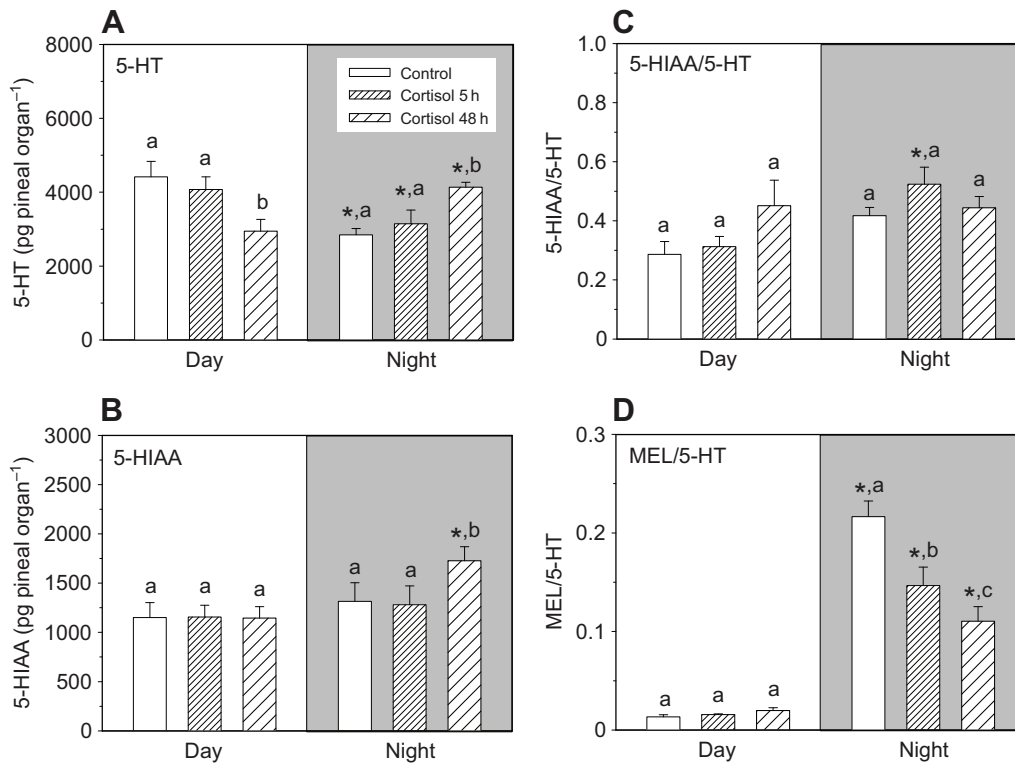 A
5-HT
Control
Cortisol 5 h
Cortisol 48 h
8000
6000
4000
2000
0
5-HT (pg pineal organ⁻¹)
a
a
b
*,a
*,a
*,b
Day
Night
B
5-HIAA
3000
2500
2000
1500
1000
500
0
5-HIAA (pg pineal organ⁻¹)
a
a
a
a
a
*,b
Day
Night
C
5-HIAA/5-HT
1.0
0.8
0.6
0.4
0.2
0
5-HIAA/5-HT
a
a
a
a
*,a
a
Day
Night
D
MEL/5-HT
0.3
0.2
0.1
0
MEL/5-HT
a
a
a
*,a
*,b
*,c
Day
Night